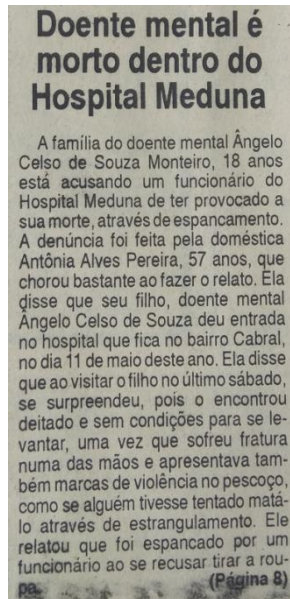 Doente mental é
morto dentro do
Hospital Meduna
A família do doente mental Ângelo
Celso de Souza Monteiro, 18 anos
está acusando um funcionário do
Hospital Meduna de ter provocado a
sua morte, através de espancamento.
A denúncia foi feita pela doméstica
Antônia Alves Pereira, 57 anos, que
chorou bastante ao fazer o relato. Ela
disse que seu filho, doente mental
Ângelo Celso de Souza deu entrada
no hospital que fica no bairro Cabral,
no dia 11 de maio deste ano. Ela disse
que ao visitar o filho no último sábado,
se surpreendeu, pois o encontrou
deitado e sem condições para se le-
vantar, uma vez que sofreu fratura
numa das mãos e apresentava tam-
bém marcas de violência no pescoço,
como se alguém tivesse tentado matá-
lo através de estrangulamento. Ele
relatou que foi espancado por um
funcionário ao se recusar tirar a rou-
pa. (Página 8)